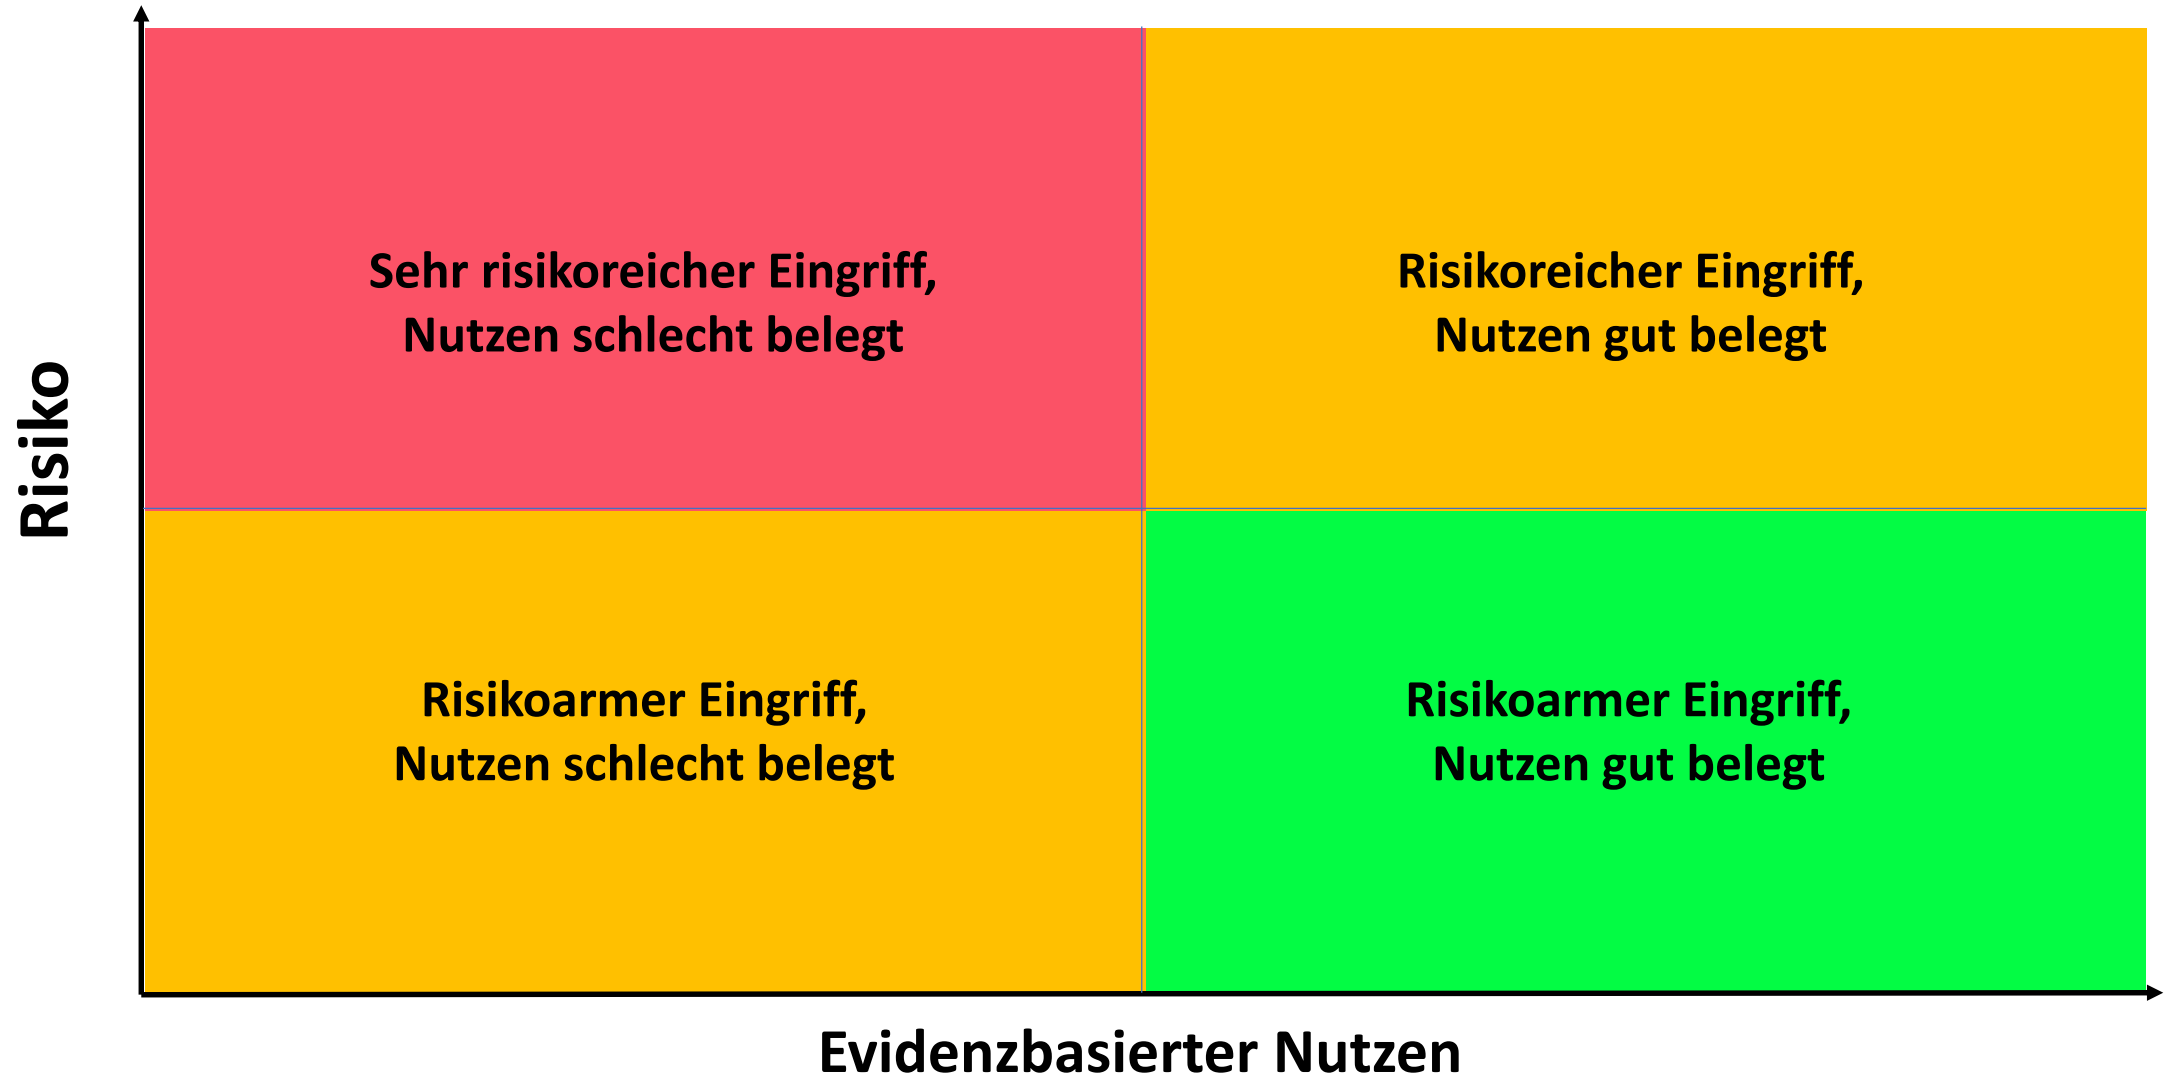 Risiko
Sehr risikoreicher Eingriff,
Nutzen schlecht belegt
Risikoreicher Eingriff,
Nutzen gut belegt
Risikoarmer Eingriff,
Nutzen schlecht belegt
Risikoarmer Eingriff,
Nutzen gut belegt
Evidenzbasierter Nutzen